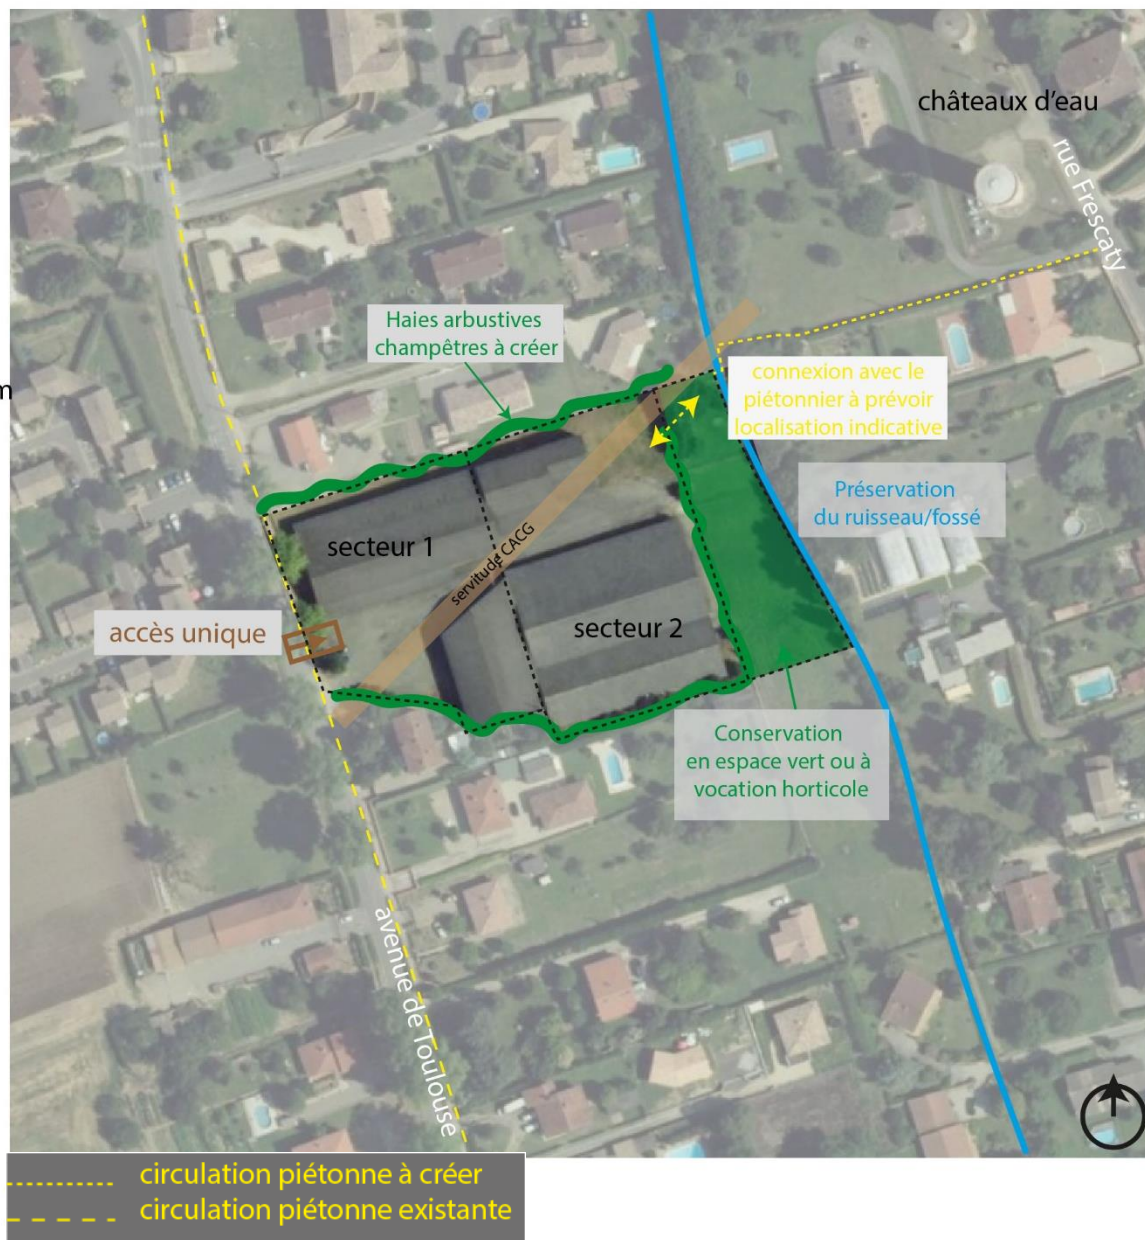 châteaux d'eau
rue Frescaty
Haies arbustives
champêtres à créer
m
connexion avec le
piétonnier à prévoir
localisation indicative
Préservation
du ruisseau/fossé
secteur 1
servitude CACG
accès unique
secteur 2
Conservation
en espace vert ou à
vocation horticole
avenue de Toulouse
circulation piétonne à créer
circulation piétonne existante